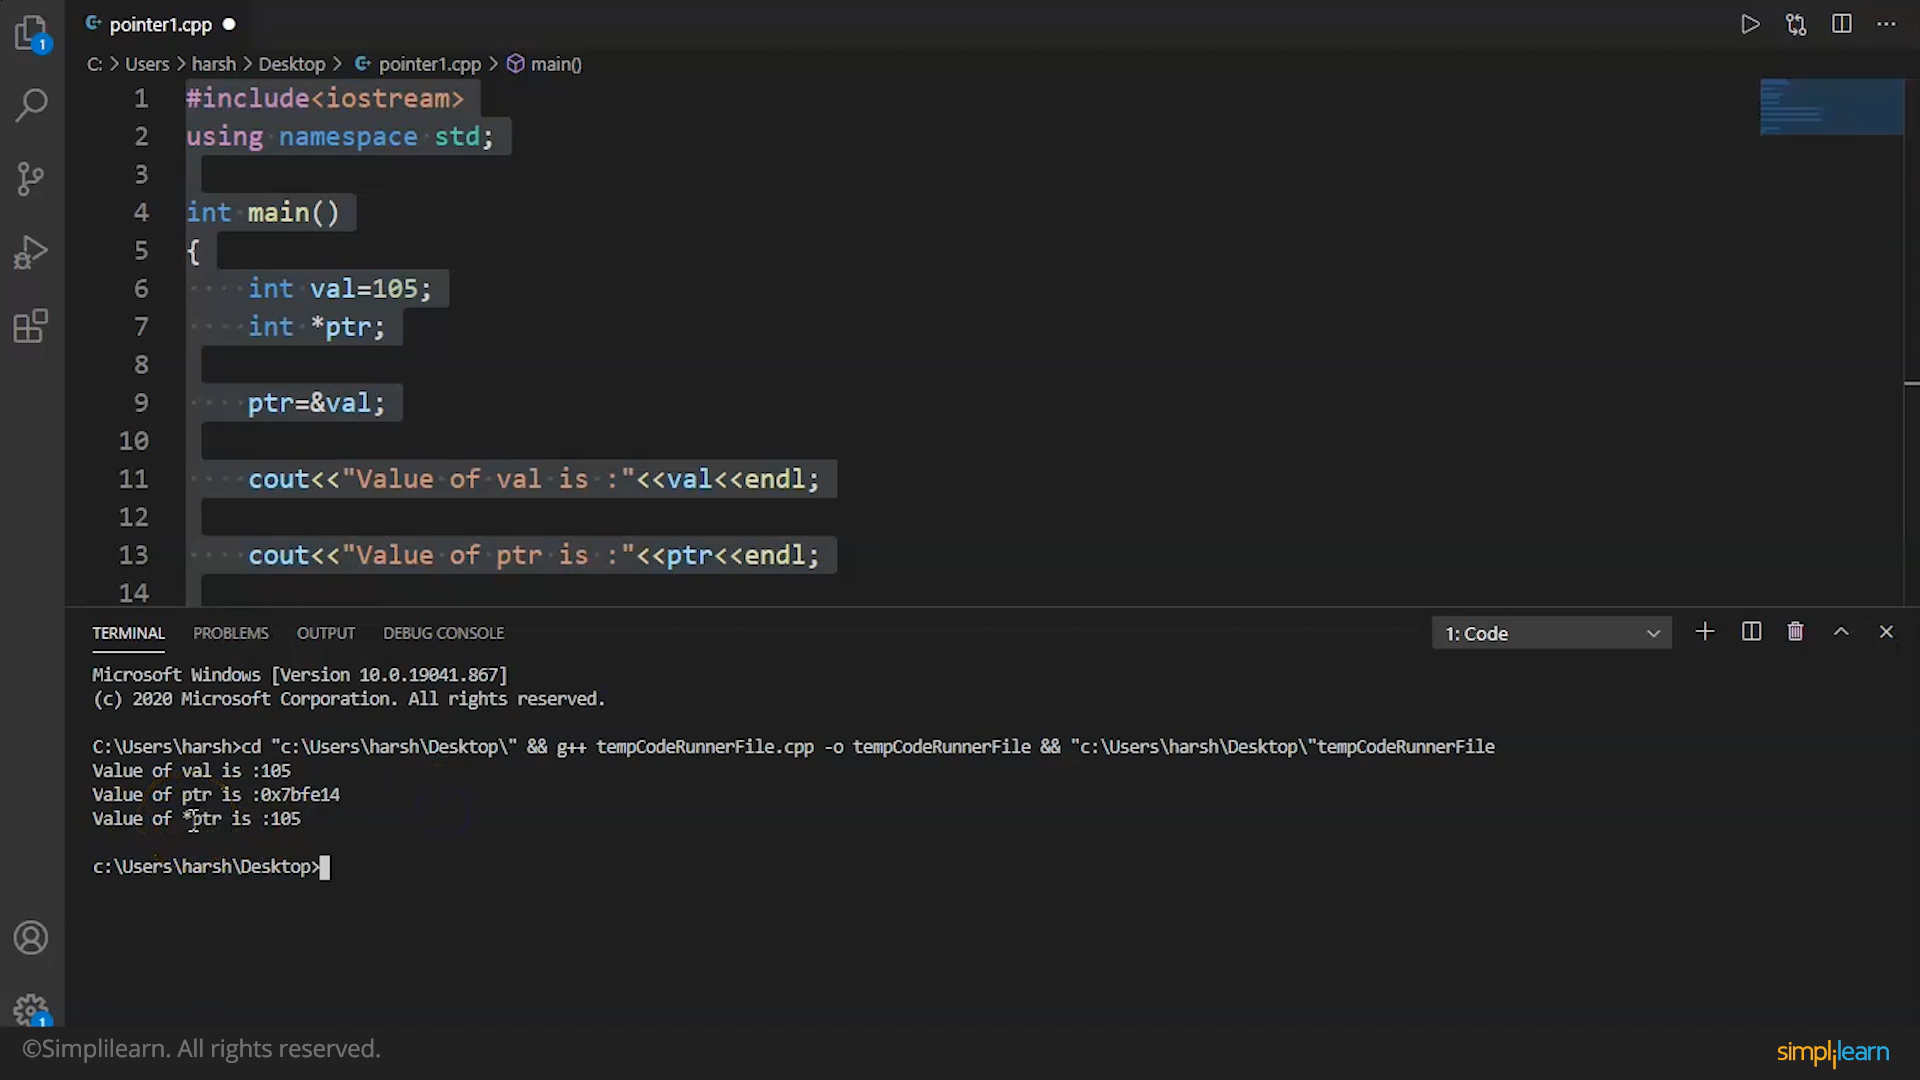 pointer1.cpp
C: > Users > harsh > Desktop > pointer1.cpp > main()
1 #include<iostream>
2 using namespace std;
3
4 int main()
5 {
6 int val=105;
7 int *ptr;
8
9 ptr=&val;
10
11 cout<<"Value of val is :"<<val<<endl;
12
13 cout<<"Value of ptr is :"<<ptr<<endl;
14
TERMINAL PROBLEMS OUTPUT DEBUG CONSOLE 1: Code
Microsoft Windows [Version 10.0.19041.867]
(c) 2020 Microsoft Corporation. All rights reserved.
C:\Users\harsh>cd "c:\Users\harsh\Desktop\" && g++ tempCodeRunnerFile.cpp -o tempCodeRunnerFile && "c:\Users\harsh\Desktop\"tempCodeRunnerFile
Value of val is :105
Value of ptr is :0x7bfe14
Value of *ptr is :105
c:\Users\harsh\Desktop>
1
1
©Simplilearn. All rights reserved.
simplilearn